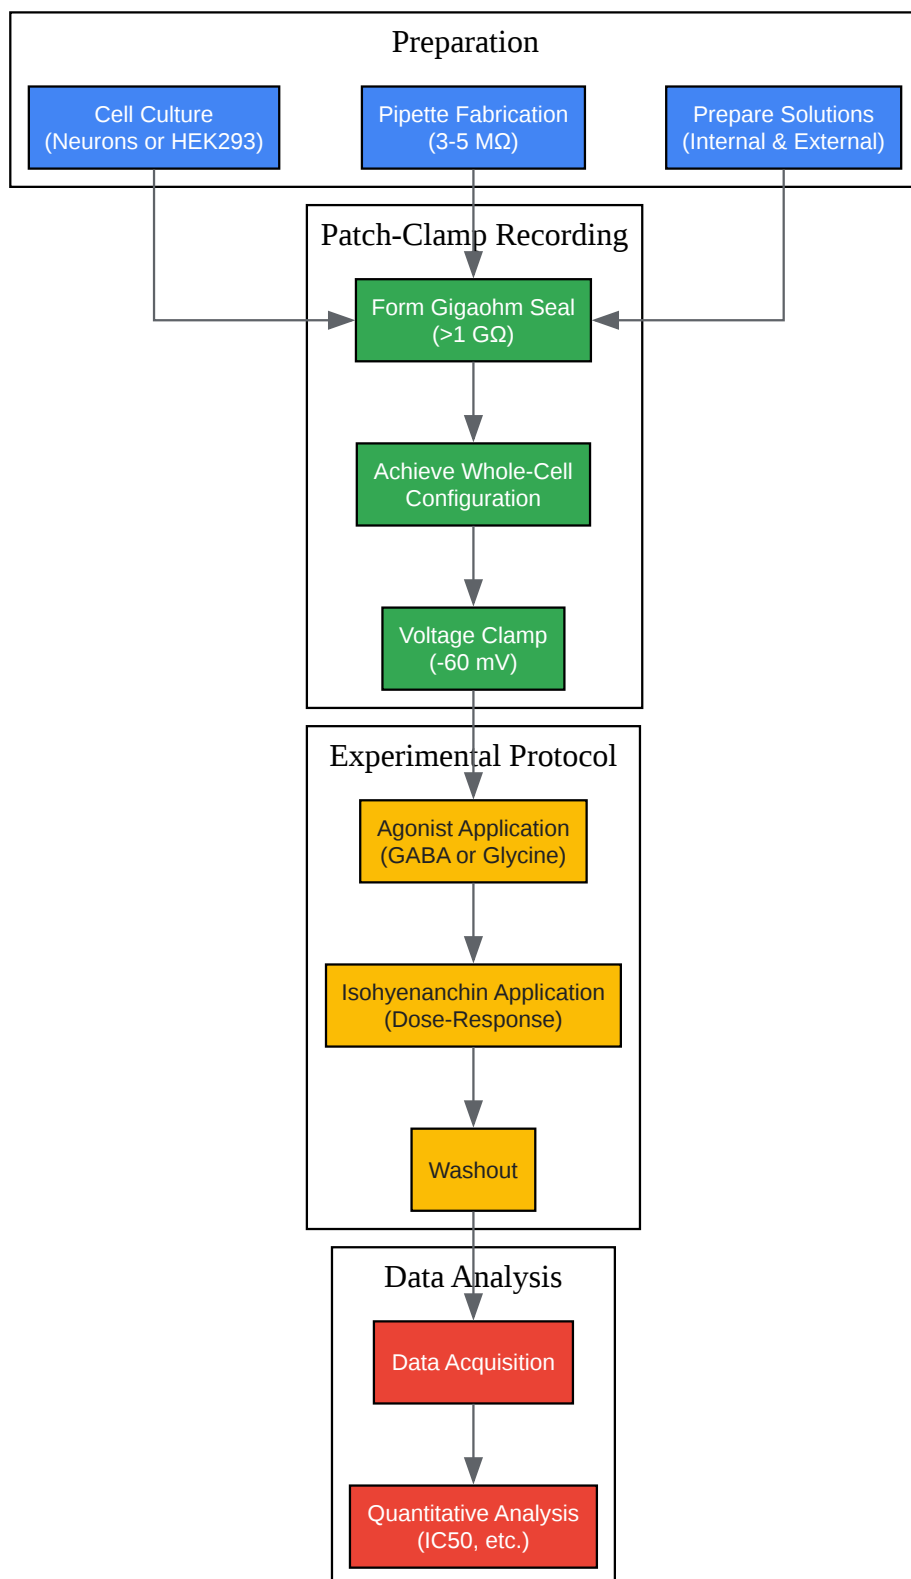 Preparation
Cell Culture
(Neurons or HEK293)
Pipette Fabrication
(3-5 MΩ)
Prepare Solutions
(Internal & External)
Patch-Clamp Recording
Form Gigaohm Seal
(>1 GΩ)
Achieve Whole-Cell
Configuration
Voltage Clamp
(-60 mV)
Experimental Protocol
Agonist Application
(GABA or Glycine)
Isohyenanchin Application
(Dose-Response)
Washout
Data Analysis
Data Acquisition
Quantitative Analysis
(IC50, etc.)